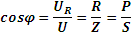 cosφ = U_R/U = R/Z = P/S